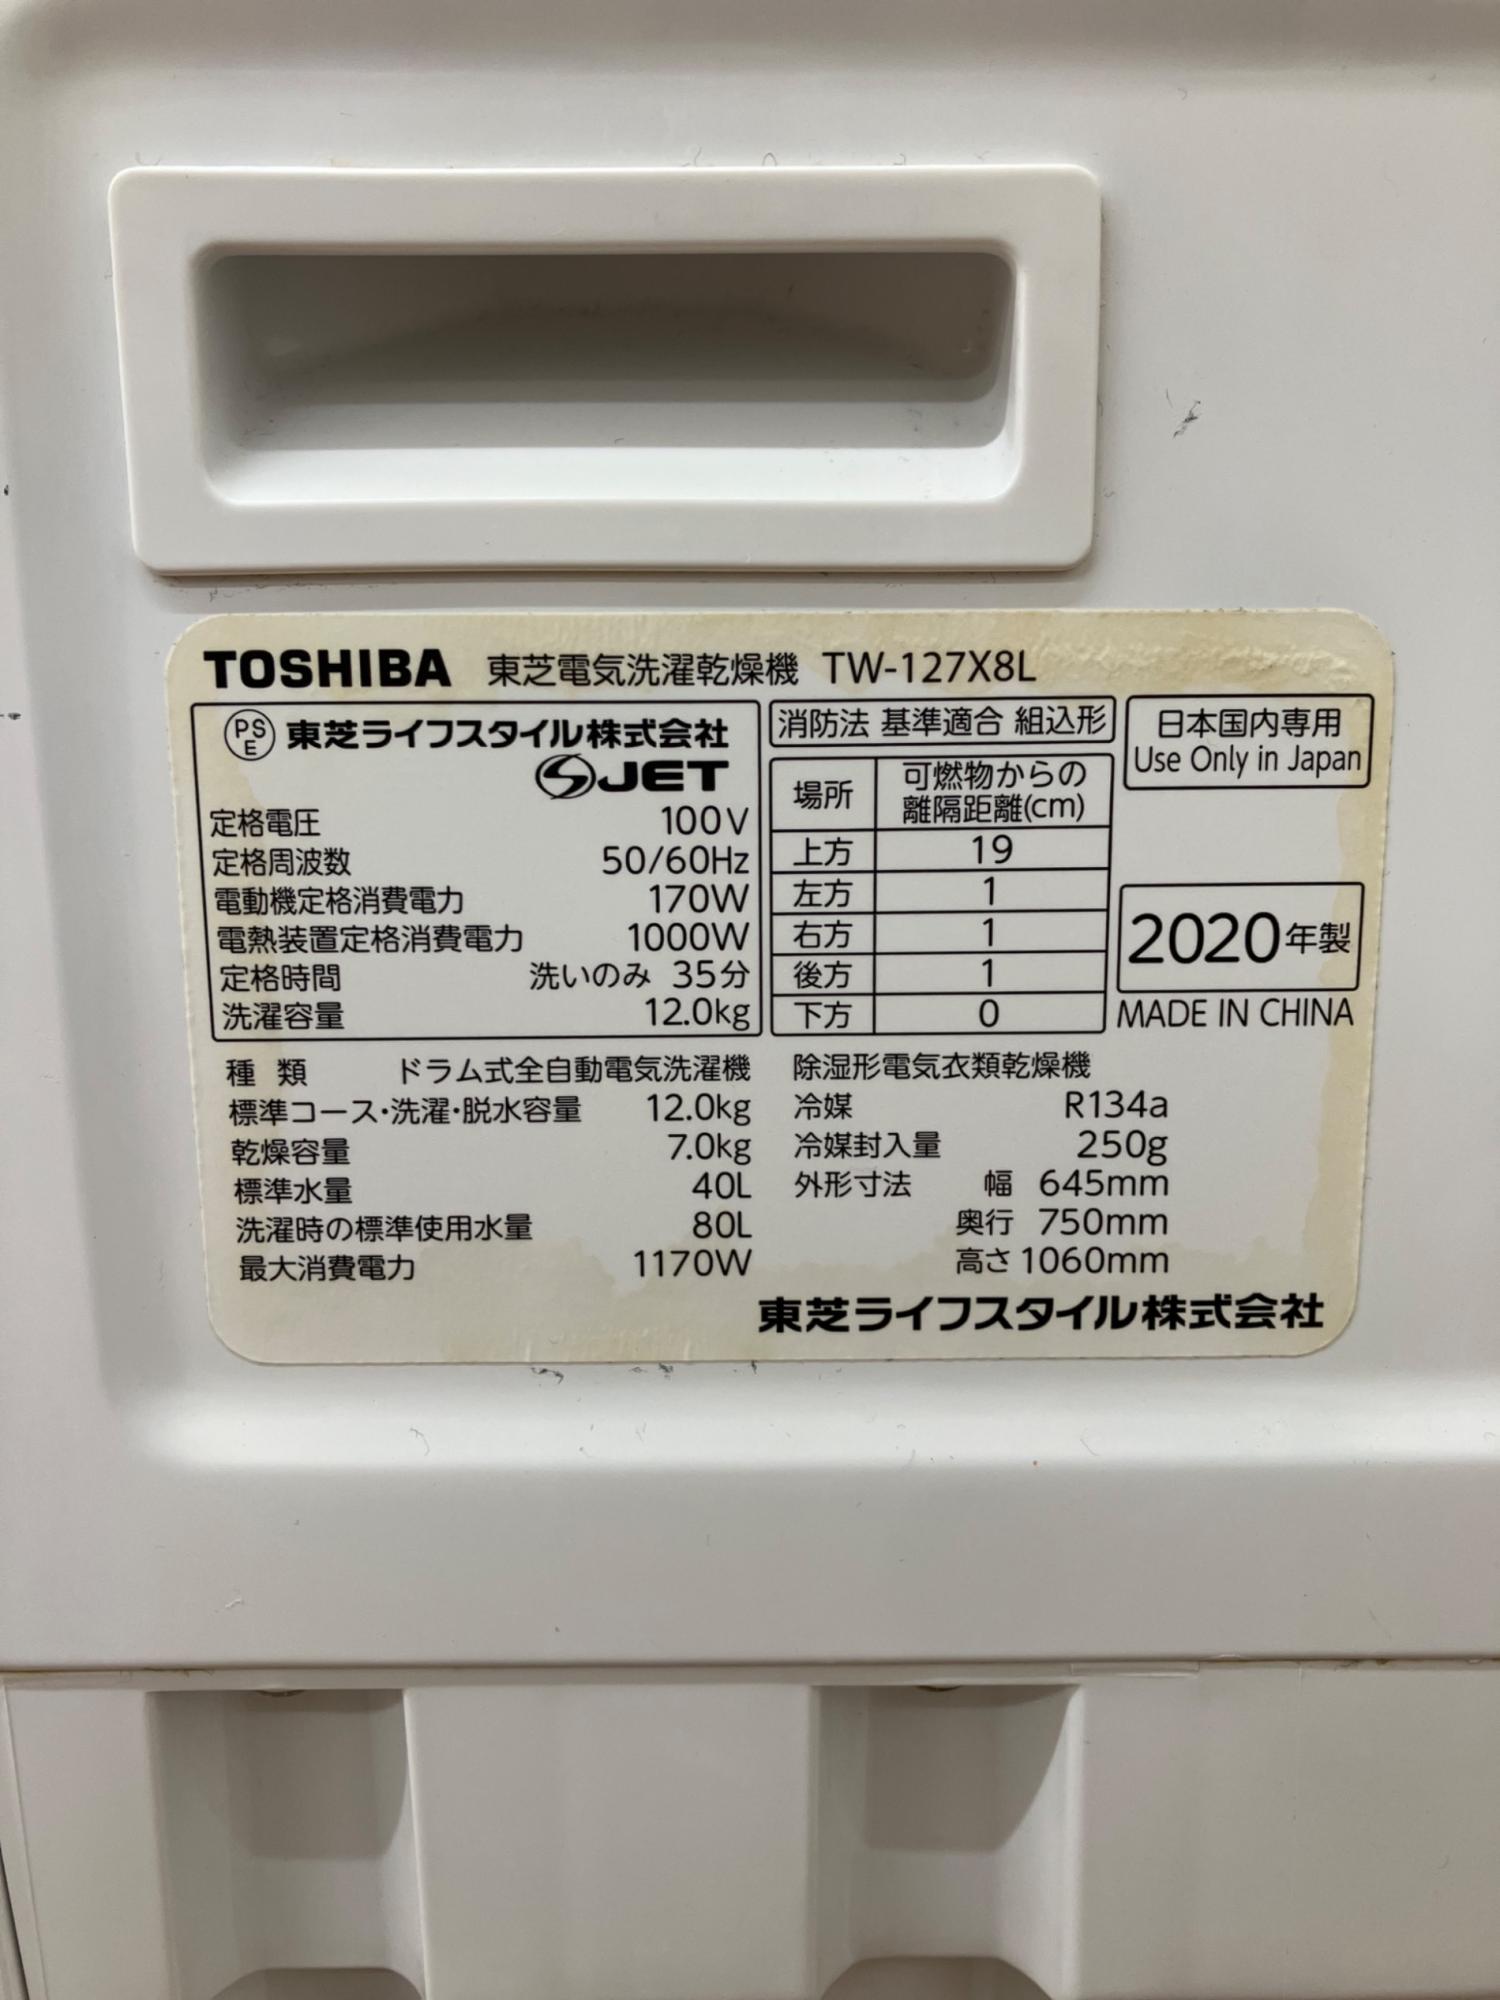 TOSHIBA 東芝電気洗濯乾燥機 TW-127X8L
PSE 東芝ライフスタイル株式会社
SJET
定格電圧 100V
定格周波数 50/60Hz
電動機定格消費電力 170W
電熱装置定格消費電力 1000W
定格時間 洗いのみ 35分
洗濯容量 12.0kg
消防法 基準適合 組込形
場所 可燃物からの離隔距離(cm)
上方 19
左方 1
右方 1
後方 1
下方 0
日本国内専用
Use Only in Japan
2020年製
MADE IN CHINA
種 類 ドラム式全自動電気洗濯機
標準コース・洗濯・脱水容量 12.0kg
乾燥容量 7.0kg
標準水量 40L
洗濯時の標準使用水量 80L
最大消費電力 1170W
除湿形電気衣類乾燥機
冷媒 R134a
冷媒封入量 250g
外形寸法 幅 645mm
奥行 750mm
高さ 1060mm
東芝ライフスタイル株式会社